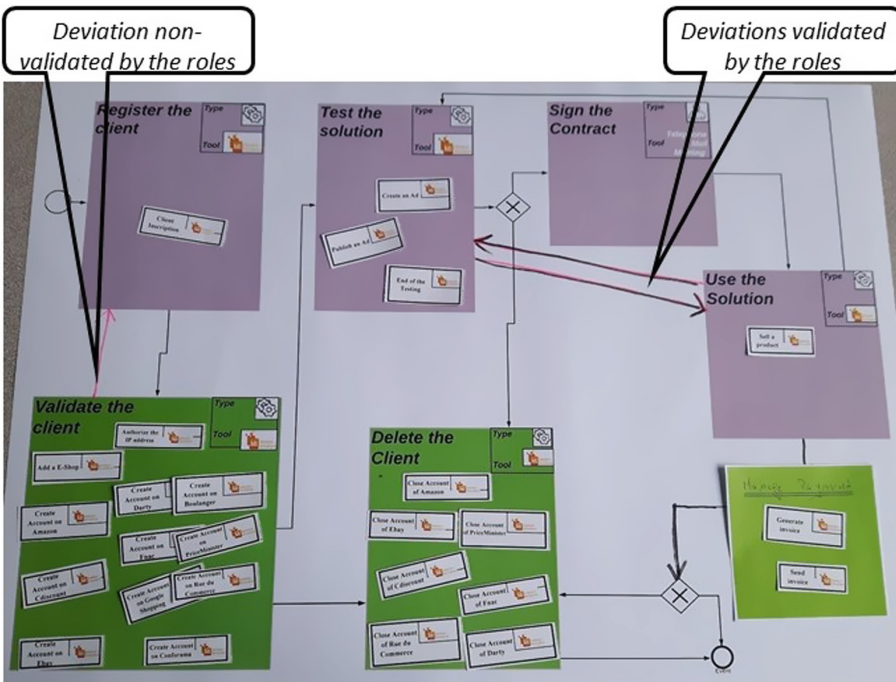 Deviation non-
validated by the roles
Deviations validated
by the roles
Register the
client
Type
Tool
Client
Inscription
Test the
solution
Type
Tool
Create an Ad
Publish an Ad
End of the
Testing
Sign the
Contract
Type
Tool
Telephone
Mail
Meeting
Use the
Solution
Type
Tool
Sell a
product
Validate the
client
Type
Tool
Authorize the
IP address
Add a E-Shop
Create
Account on
Darty
Create
Account on
Boulanger
Create
Account on
Amazon
Create
Account on
Fnac
Create
Account on
PriceMinister
Create
Account on
Cdiscount
Create Account
on Google
Shopping
Create Account
on Rue du
Commerce
Create
Account on
Ebay
Create Account
on Conforama
Delete the
Client
Type
Tool
Close Account
of Amazon
Close Account
of Ebay
Close Account
of PriceMinister
Close Account
of Cdiscount
Close Account
of Fnac
Close Account
of Rue du
Commerce
Close Account
of Darty
Manage Payment
Generate
invoice
Send
invoice
Event